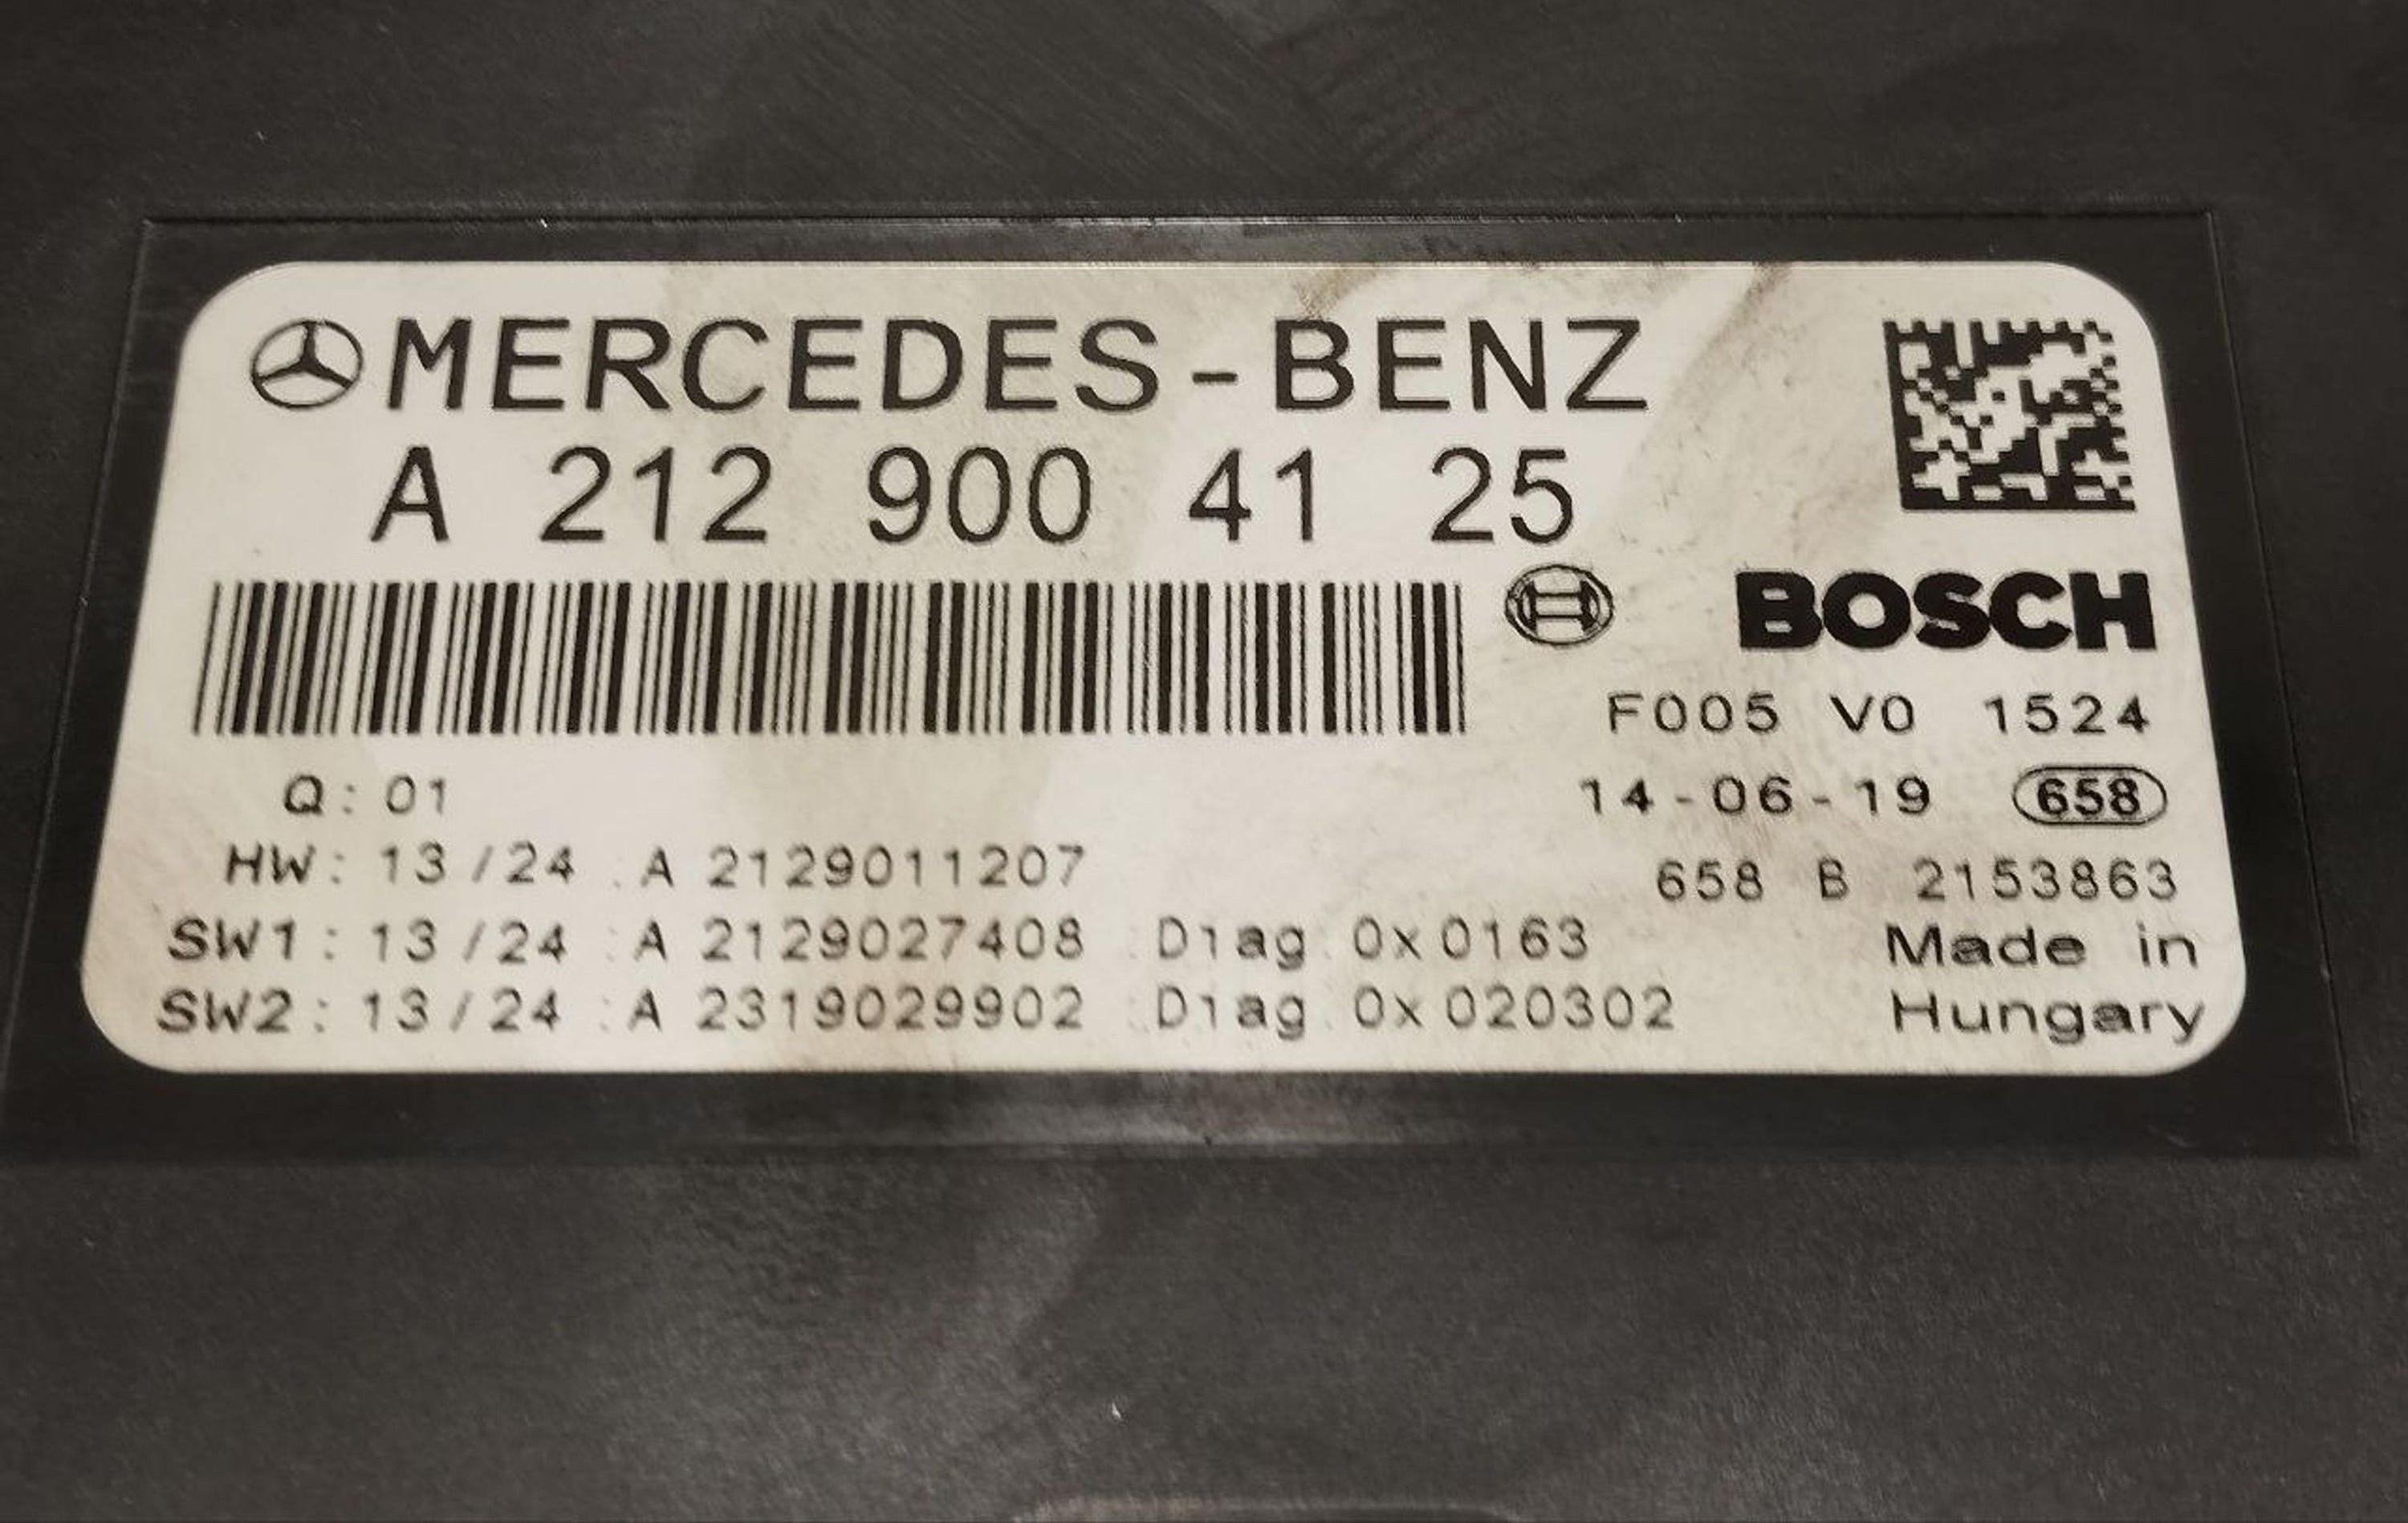 MERCEDES-BENZ
A 212 900 41 25
BOSCH
F005 V0 1524
Q: 01
14-06-19 658
HW: 13/24 :A 2129011207
658 B 2153863
SW1: 13/24 :A 2129027408 :Diag:0x0163
Made in
SW2: 13/24 :A 2319029902 :Diag:0x020302
Hungary